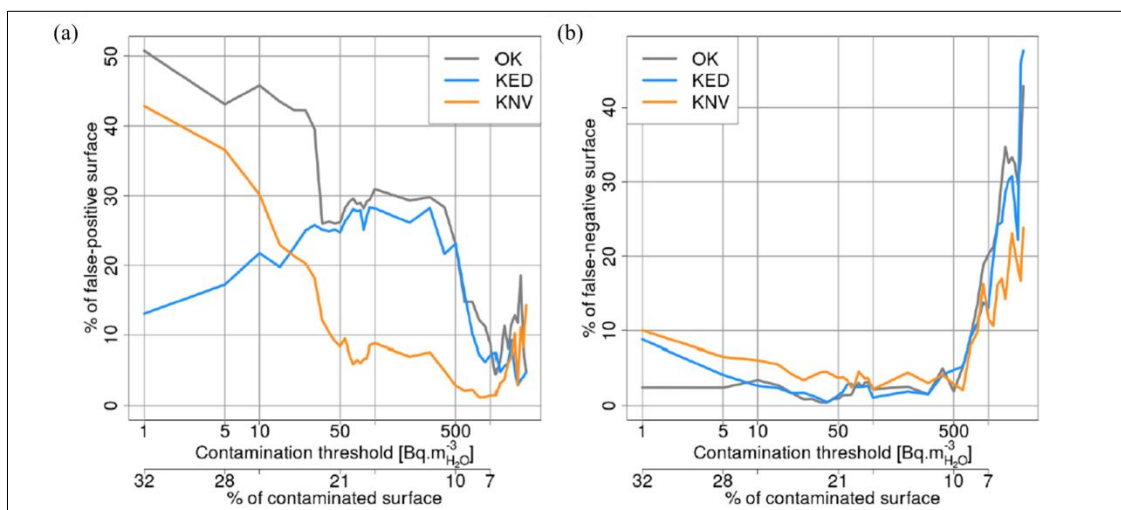 (a)
% of false-positive surface
50
40
30
20
10
0
OK
KED
KNV
1 5 10 50 500
Contamination threshold [Bq.m⁻³H₂O]
32 28 21 10 7
% of contaminated surface
(b)
% of false-negative surface
40
30
20
10
0
OK
KED
KNV
1 5 10 50 500
Contamination threshold [Bq.m⁻³H₂O]
32 28 21 10 7
% of contaminated surface